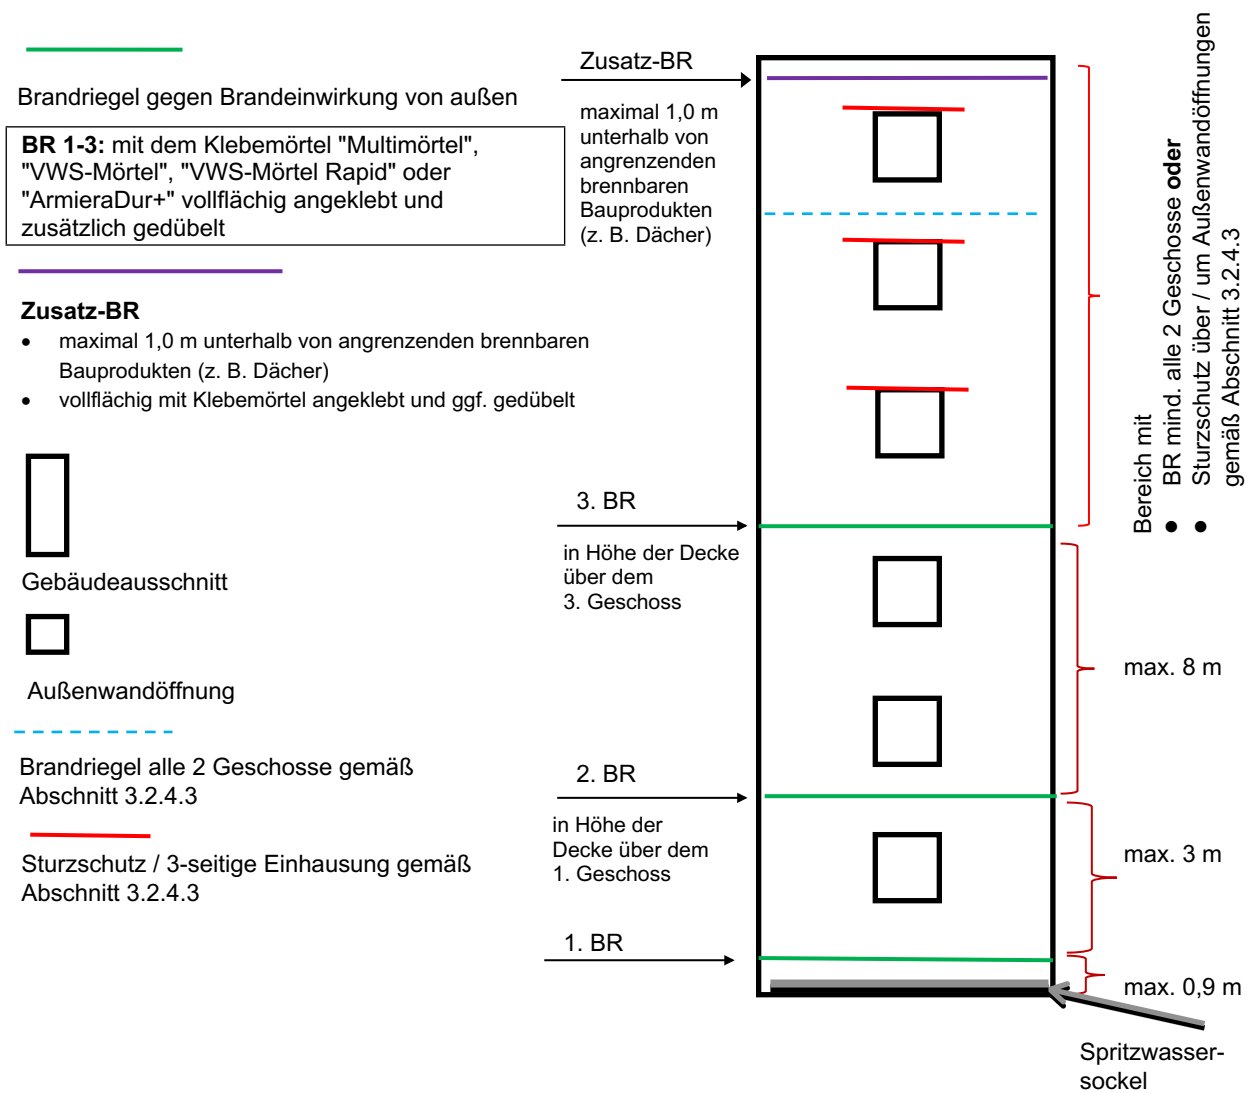 Brandriegel gegen Brandeinwirkung von außen
BR 1-3: mit dem Klebemörtel "Multimörtel",
"VWS-Mörtel", "VWS-Mörtel Rapid" oder
"ArmieraDur+" vollflächig angeklebt und
zusätzlich gedübelt
Zusatz-BR
• maximal 1,0 m unterhalb von angrenzenden brennbaren
Bauprodukten (z. B. Dächer)
• vollflächig mit Klebemörtel angeklebt und ggf. gedübelt
Gebäudeausschnitt
Außenwandöffnung
Brandriegel alle 2 Geschosse gemäß
Abschnitt 3.2.4.3
Sturzschutz / 3-seitige Einhausung gemäß
Abschnitt 3.2.4.3
Zusatz-BR
maximal 1,0 m
unterhalb von
angrenzenden
brennbaren
Bauprodukten
(z. B. Dächer)
3. BR
in Höhe der Decke
über dem
3. Geschoss
2. BR
in Höhe der
Decke über dem
1. Geschoss
1. BR
Bereich mit
• BR mind. alle 2 Geschosse oder
• Sturzschutz über / um Außenwandöffnungen
gemäß Abschnitt 3.2.4.3
max. 8 m
max. 3 m
max. 0,9 m
Spritzwasser-
sockel